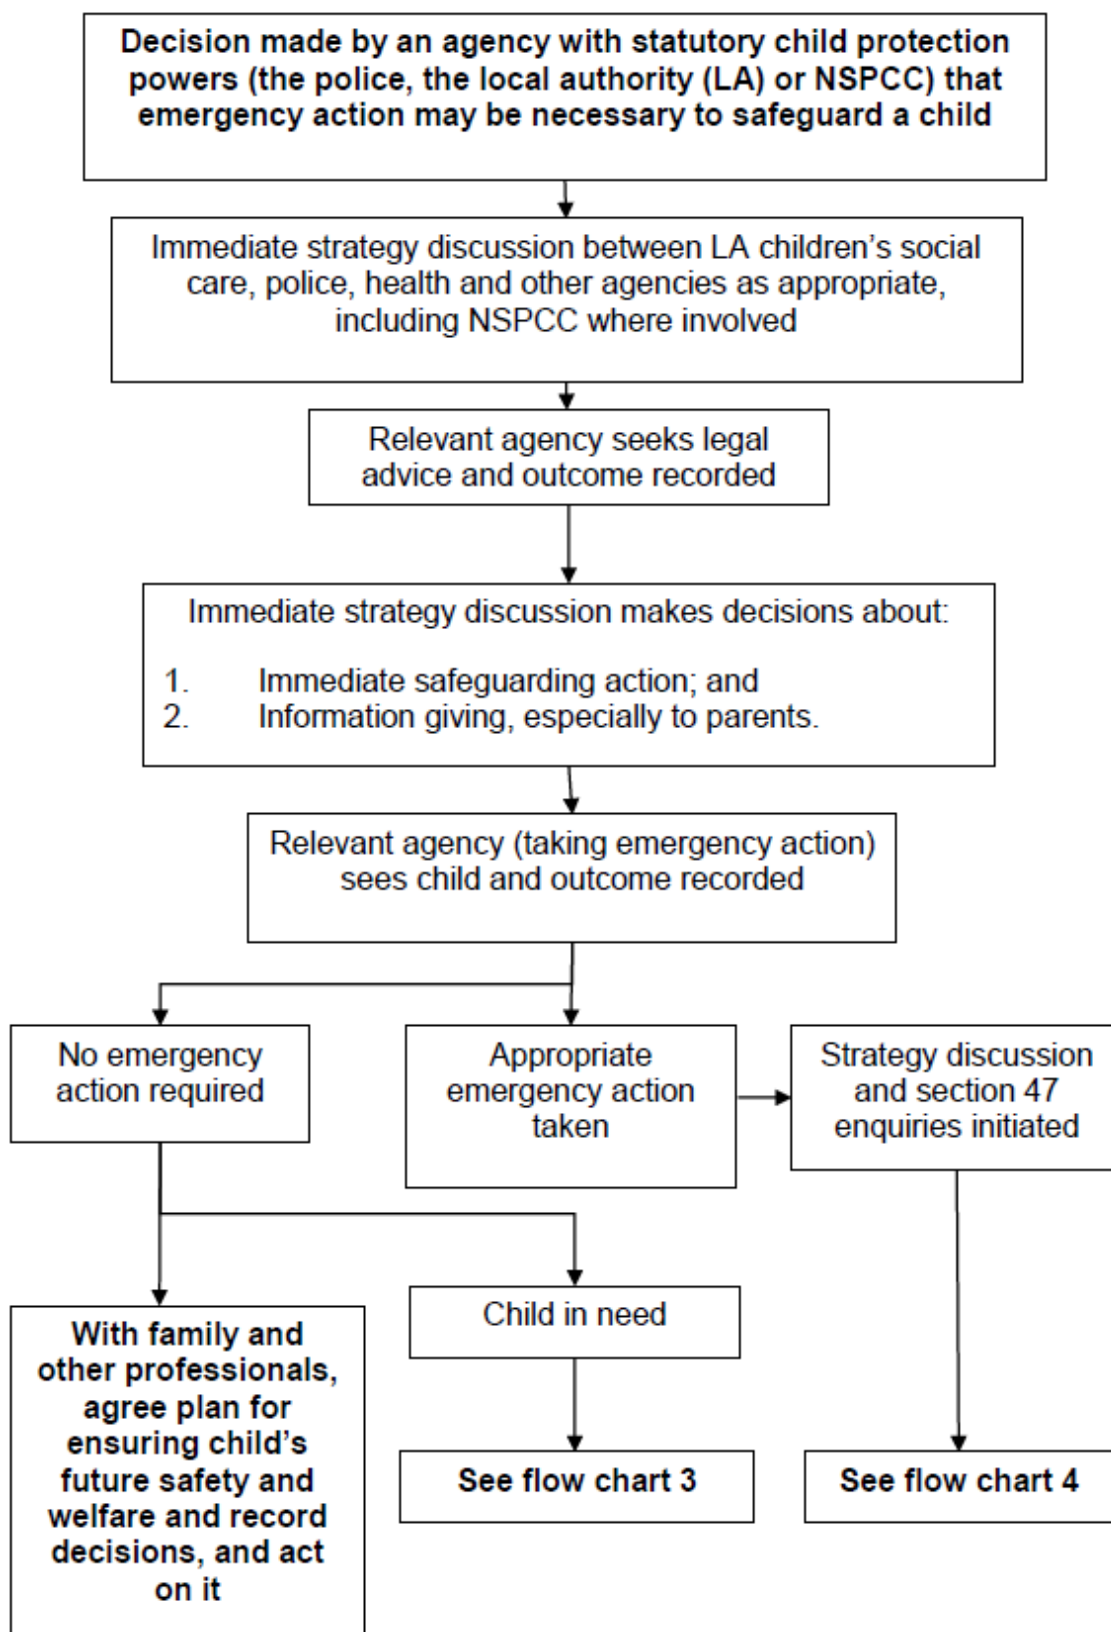 Decision made by an agency with statutory child protection
powers (the police, the local authority (LA) or NSPCC) that
emergency action may be necessary to safeguard a child
Immediate strategy discussion between LA children's social
care, police, health and other agencies as appropriate,
including NSPCC where involved
Relevant agency seeks legal
advice and outcome recorded
Immediate strategy discussion makes decisions about:
1. Immediate safeguarding action; and
2. Information giving, especially to parents.
Relevant agency (taking emergency action)
sees child and outcome recorded
No emergency
action required
Appropriate
emergency action
taken
Strategy discussion
and section 47
enquiries initiated
With family and
other professionals,
agree plan for
ensuring child's
future safety and
welfare and record
decisions, and act
on it
Child in need
See flow chart 3
See flow chart 4